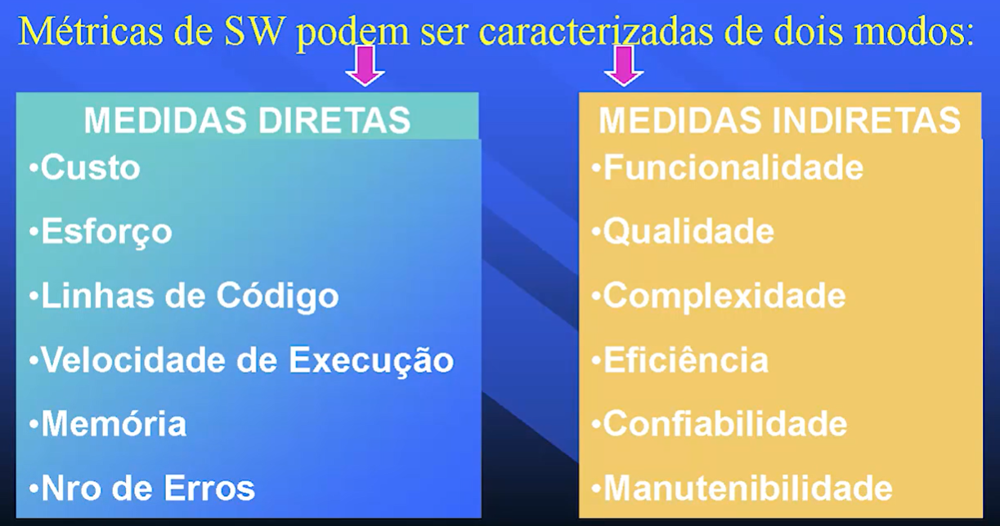 Métricas de SW podem ser caracterizadas de dois modos:
MEDIDAS DIRETAS
•Custo
•Esforço
•Linhas de Código
•Velocidade de Execução
•Memória
•Nro de Erros
MEDIDAS INDIRETAS
•Funcionalidade
•Qualidade
•Complexidade
•Eficiência
•Confiabilidade
•Manutenibilidade